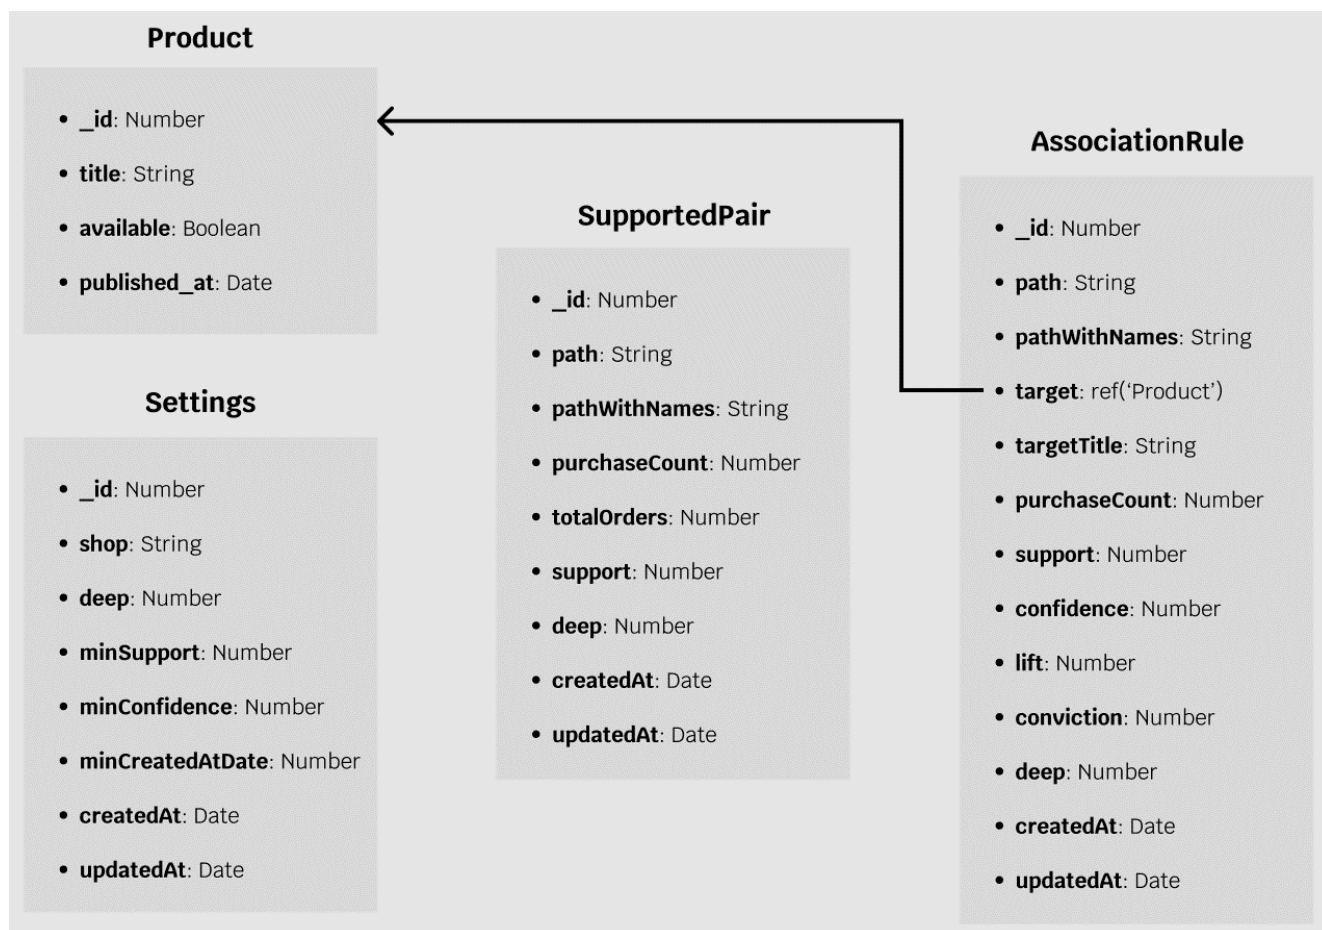 Product
• _id: Number
• title: String
• available: Boolean
• published_at: Date
Settings
• _id: Number
• shop: String
• deep: Number
• minSupport: Number
• minConfidence: Number
• minCreatedAtDate: Number
• createdAt: Date
• updatedAt: Date
SupportedPair
• _id: Number
• path: String
• pathWithNames: String
• purchaseCount: Number
• totalOrders: Number
• support: Number
• deep: Number
• createdAt: Date
• updatedAt: Date
AssociationRule
• _id: Number
• path: String
• pathWithNames: String
• target: ref(‘Product’)
• targetTitle: String
• purchaseCount: Number
• support: Number
• confidence: Number
• lift: Number
• conviction: Number
• deep: Number
• createdAt: Date
• updatedAt: Date